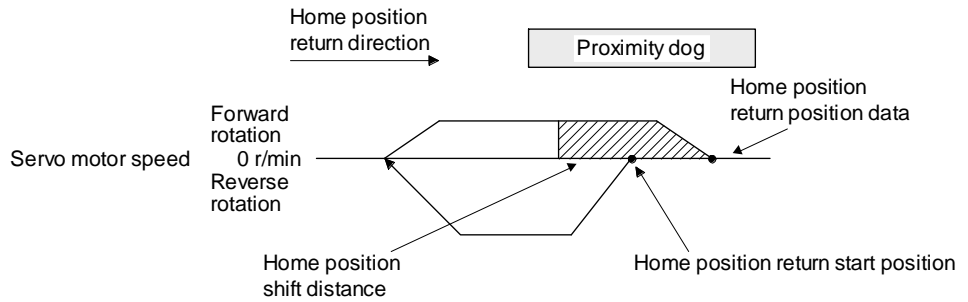 Home position
return direction
Proximity dog
Home position
return position data
Forward
rotation
Servo motor speed 0 r/min
Reverse
rotation
Home position
shift distance
Home position return start position